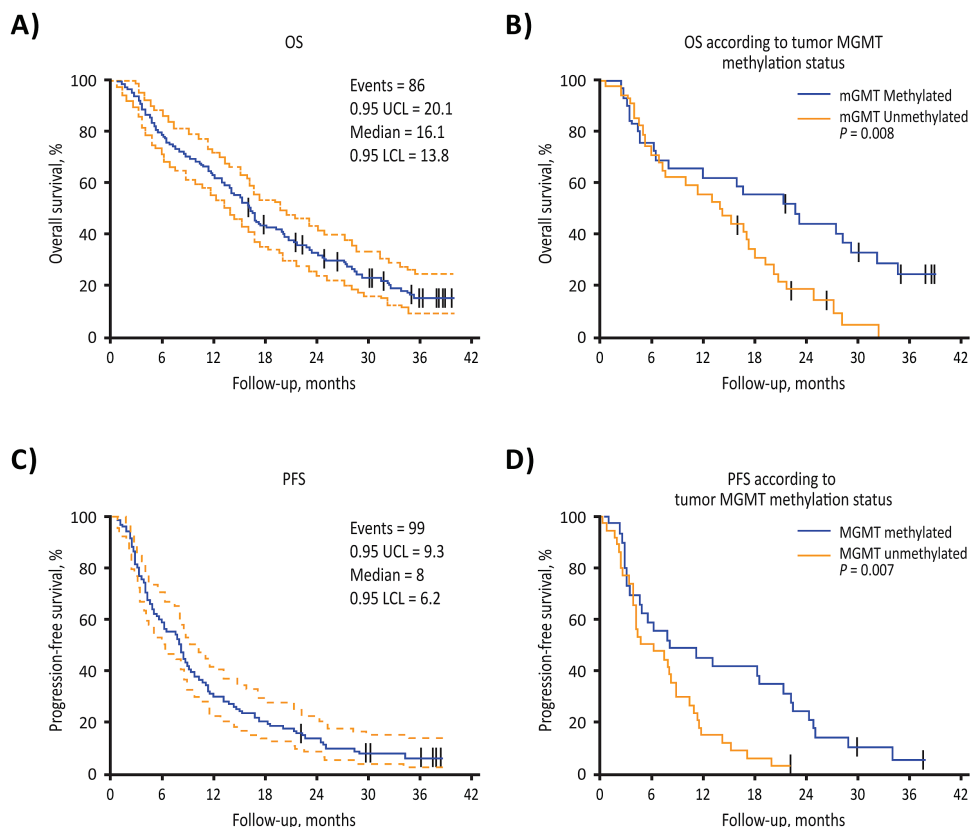 A)
OS
Events = 86
0.95 UCL = 20.1
Median = 16.1
0.95 LCL = 13.8
Overall survival, %
100
80
60
40
20
0
0 6 12 18 24 30 36 42
Follow-up, months
B)
OS according to tumor MGMT
methylation status
mGMT Methylated
mGMT Unmethylated
P = 0.008
Overall survival, %
100
80
60
40
20
0
0 6 12 18 24 30 36 42
Follow-up, months
C)
PFS
Events = 99
0.95 UCL = 9.3
Median = 8
0.95 LCL = 6.2
Progression-free survival, %
100
80
60
40
20
0
0 6 12 18 24 30 36 42
Follow-up, months
D)
PFS according to
tumor MGMT methylation status
MGMT methylated
MGMT unmethylated
P = 0.007
Progression-free survival, %
100
80
60
40
20
0
0 6 12 18 24 30 36 42
Follow-up, months